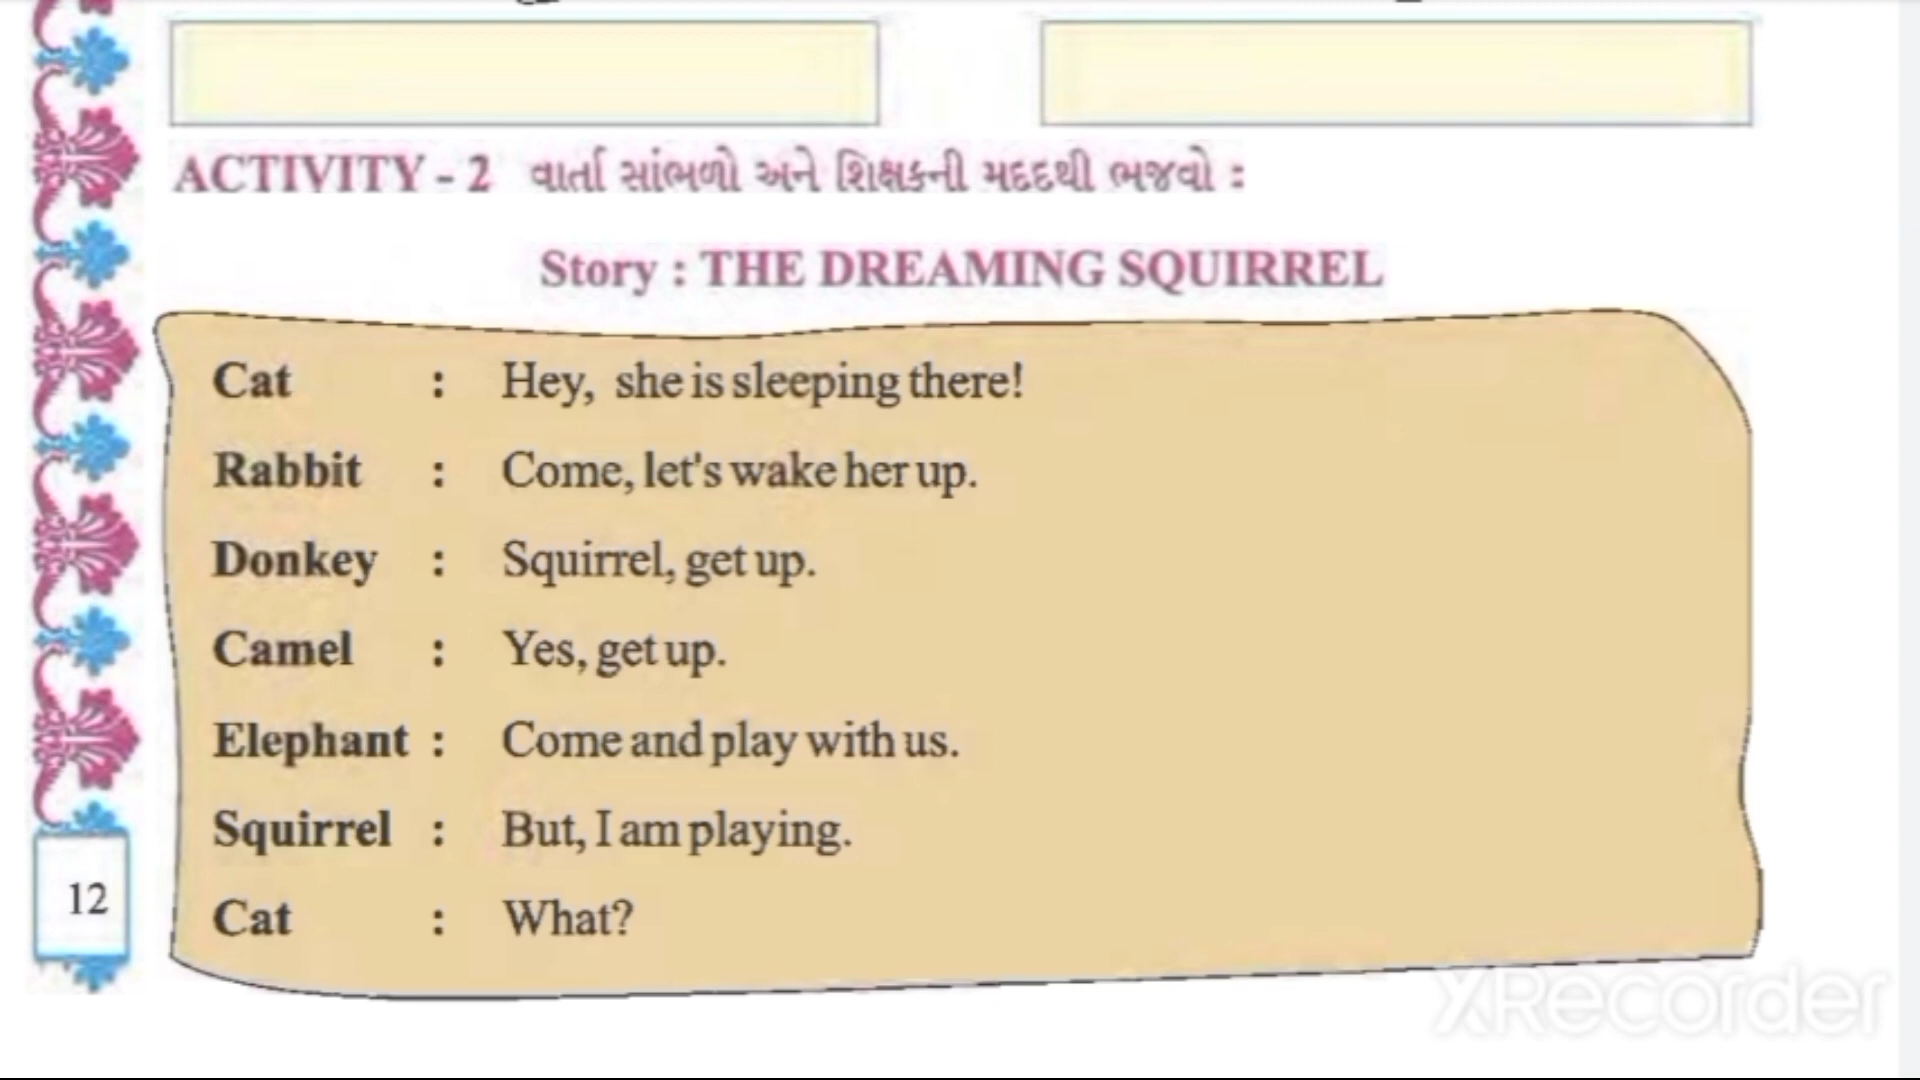 ACTIVITY - 2 વાર્તા સાંભળો અને શિક્ષકની મદદથી ભજવો :
Story : THE DREAMING SQUIRREL
Cat : Hey, she is sleeping there!
Rabbit : Come, let's wake her up.
Donkey : Squirrel, get up.
Camel : Yes, get up.
Elephant : Come and play with us.
Squirrel : But, I am playing.
Cat : What?
12
XRecorder